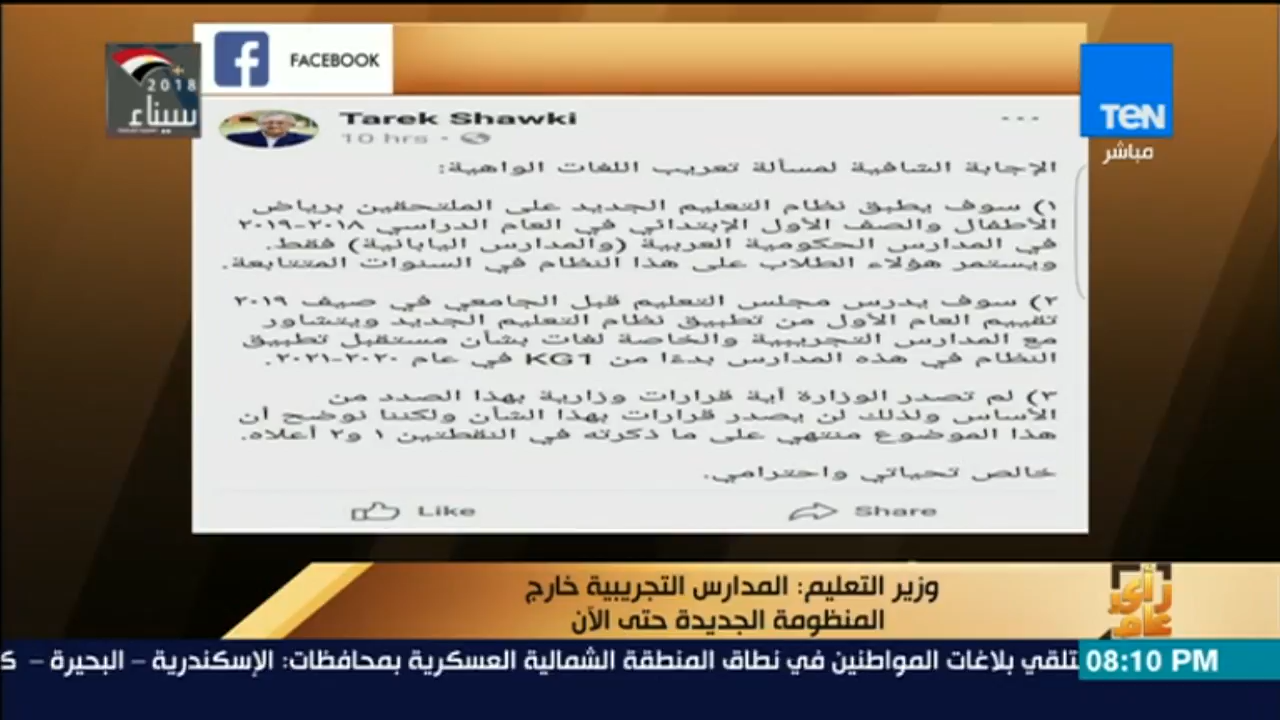 FACEBOOK
2018
سيناء
TEN
مباشر
Tarek Shawki
10 hrs
الإجابة الشافية لمسألة تعريب اللغات الواهية:
١) سوف يطبق نظام التعليم الجديد على الملتحقين برياض
الأطفال والصف الأول الإبتدائي في العام الدراسي ٢٠١٨-٢٠١٩
في المدارس الحكومية العربية (والمدارس اليابانية) فقط.
ويستمر هؤلاء الطلاب على هذا النظام في السنوات المتتابعة.
٢) سوف يدرس مجلس التعليم قبل الجامعي في صيف ٢٠١٩
تقييم العام الأول من تطبيق نظام التعليم الجديد ويتشاور
مع المدارس التجريبية والخاصة لغات بشأن مستقبل تطبيق
النظام في هذه المدارس بدءًا من KG1 في عام ٢٠٢٠-٢٠٢١.
٣) لم تصدر الوزارة أية قرارات وزارية بهذا الصدد من
الأساس ولذلك لن يصدر قرارات بهذا الشأن ولكننا نوضح أن
هذا الموضوع منتهي على ما ذكرته في النقطتين ١ و٢ أعلاه.
خالص تحياتي واحترامي.
Like
Share
وزير التعليم: المدارس التجريبية خارج
المنظومة الجديدة حتى الآن
رأي
عام
08:10 PM
تلقي بلاغات المواطنين في نطاق المنطقة الشمالية العسكرية بمحافظات: الإسكندرية – البحيرة –